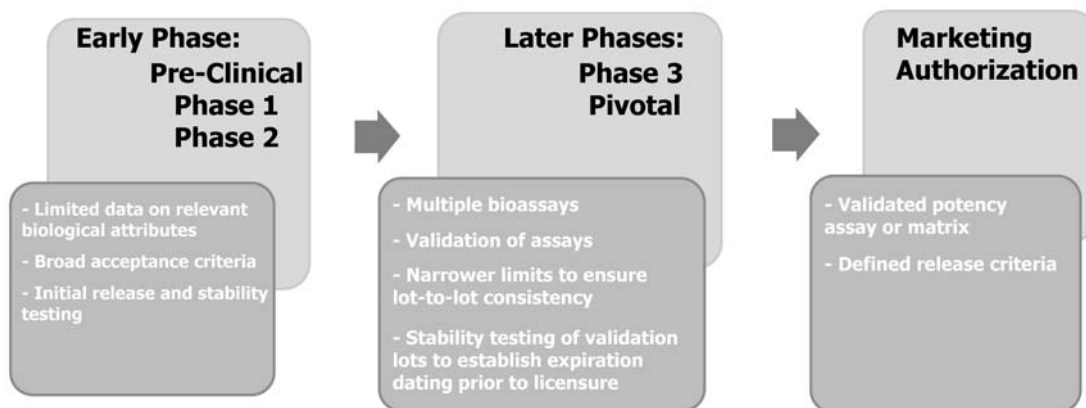 Early Phase:
Pre-Clinical
Phase 1
Phase 2
- Limited data on relevant
biological attributes
- Broad acceptance criteria
- Initial release and stability
testing
Later Phases:
Phase 3
Pivotal
- Multiple bioassays
- Validation of assays
- Narrower limits to ensure
lot-to-lot consistency
- Stability testing of validation
lots to establish expiration
dating prior to licensure
Marketing
Authorization
- Validated potency
assay or matrix
- Defined release criteria